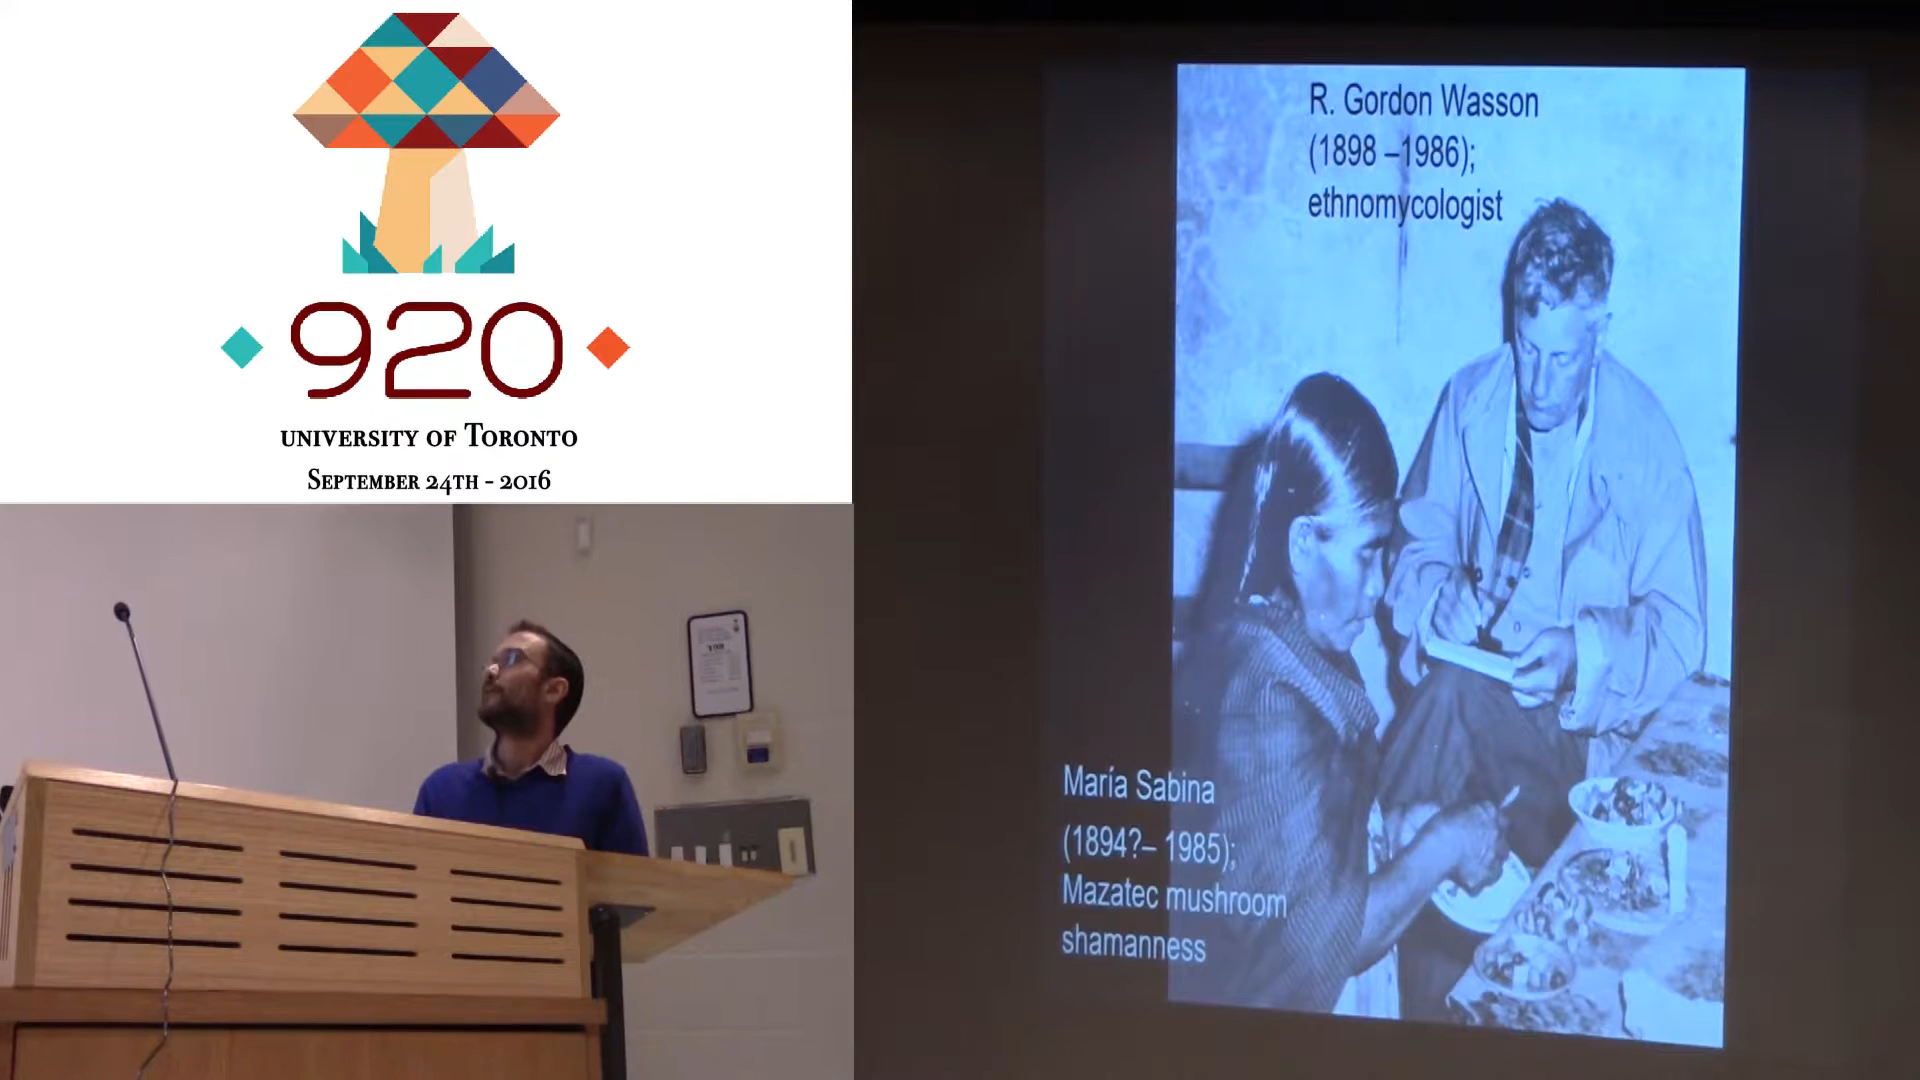 920
UNIVERSITY OF TORONTO
SEPTEMBER 24TH - 2016
R. Gordon Wasson
(1898 –1986);
ethnomycologist
María Sabina
(1894?– 1985);
Mazatec mushroom
shamanness